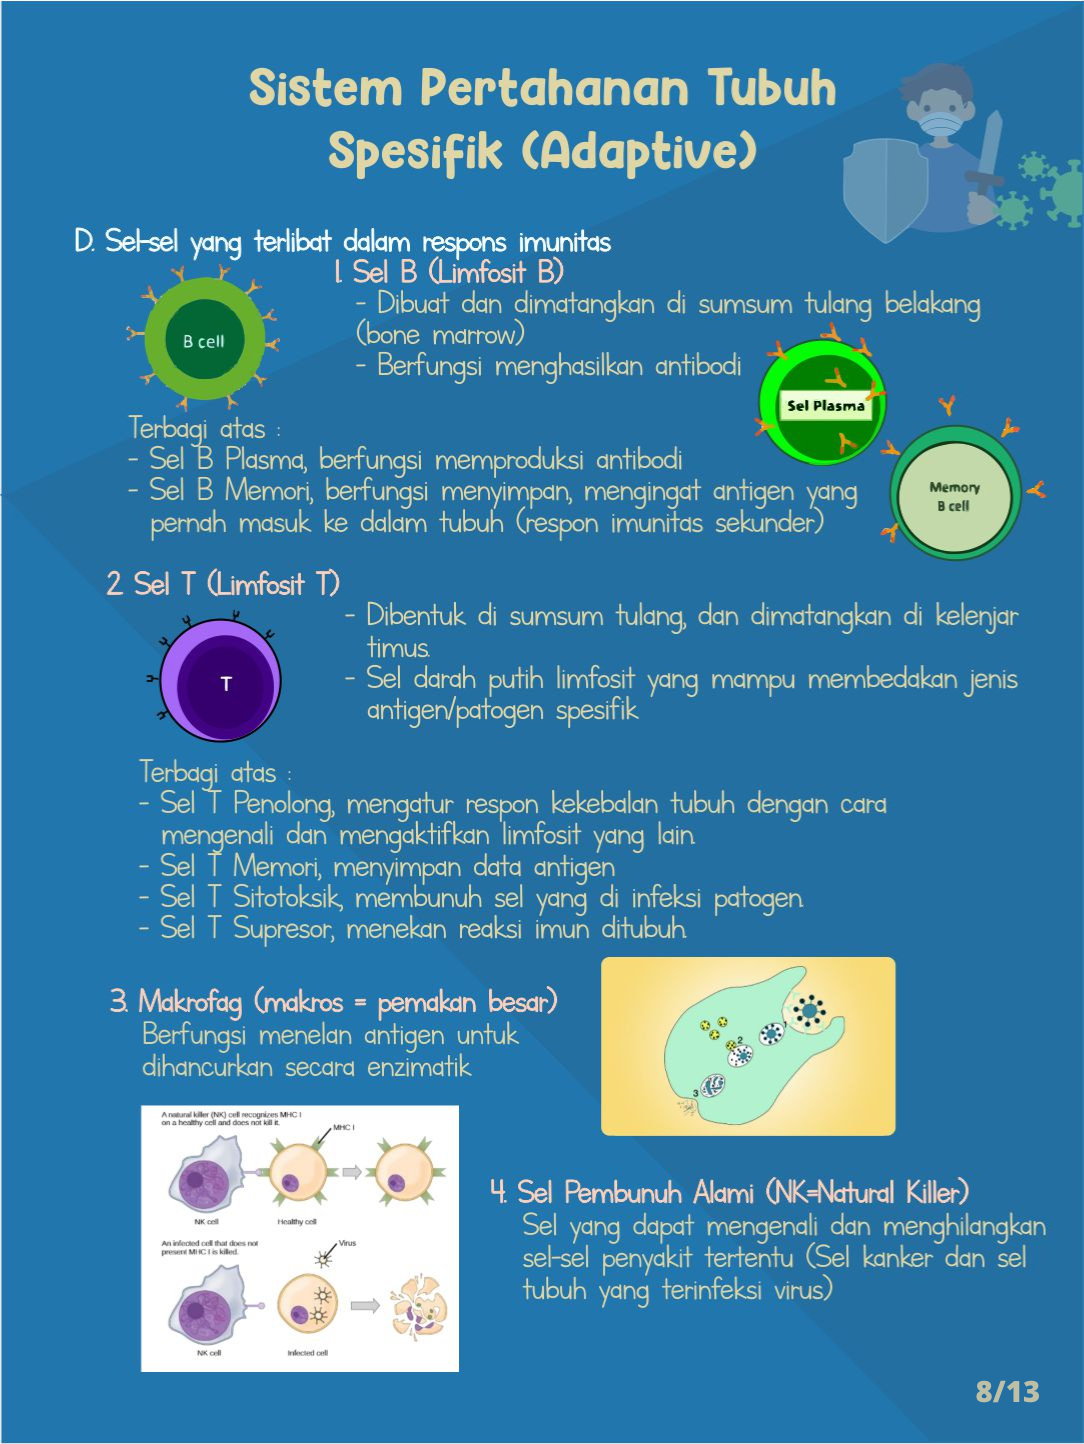 Sistem Pertahanan Tubuh
Spesifik (Adaptive)
D. Sel-sel yang terlibat dalam respons imunitas
1. Sel B (Limfosit B)
- Dibuat dan dimatangkan di sumsum tulang belakang
(bone marrow)
- Berfungsi menghasilkan antibodi
B cell
Sel Plasma
Memory
B cell
Terbagi atas :
- Sel B Plasma, berfungsi memproduksi antibodi
- Sel B Memori, berfungsi menyimpan, mengingat antigen yang
pernah masuk ke dalam tubuh (respon imunitas sekunder)
2. Sel T (Limfosit T)
T
- Dibentuk di sumsum tulang, dan dimatangkan di kelenjar
timus.
- Sel darah putih limfosit yang mampu membedakan jenis
antigen/patogen spesifik
Terbagi atas :
- Sel T Penolong, mengatur respon kekebalan tubuh dengan cara
mengenali dan mengaktifkan limfosit yang lain.
- Sel T Memori, menyimpan data antigen
- Sel T Sitotoksik, membunuh sel yang di infeksi patogen.
- Sel T Supresor, menekan reaksi imun ditubuh.
3. Makrofag (makros = pemakan besar)
Berfungsi menelan antigen untuk
dihancurkan secara enzimatik
1
2
3
A natural killer (NK) cell recognizes MHC I
on a healthy cell and does not kill it.
MHC I
NK cell
Healthy cell
An infected cell that does not
present MHC I is killed.
Virus
NK cell
Infected cell
4. Sel Pembunuh Alami (NK=Natural Killer)
Sel yang dapat mengenali dan menghilangkan
sel-sel penyakit tertentu (Sel kanker dan sel
tubuh yang terinfeksi virus)
8/13